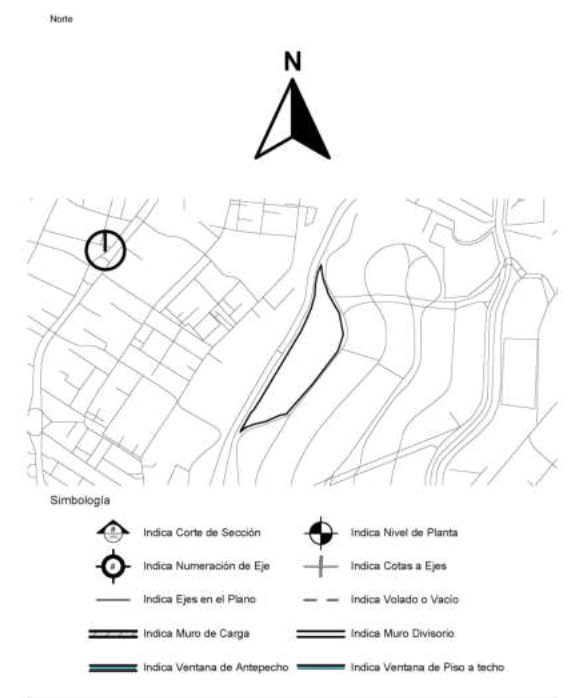 Norte
N
Simbología
Indica Corte de Sección
Indica Nivel de Planta
Indica Numeración de Eje
Indica Cotas a Ejes
Indica Ejes en el Plano
Indica Volado o Vacío
Indica Muro de Carga
Indica Muro Divisorio
Indica Ventana de Antepecho
Indica Ventana de Piso a techo